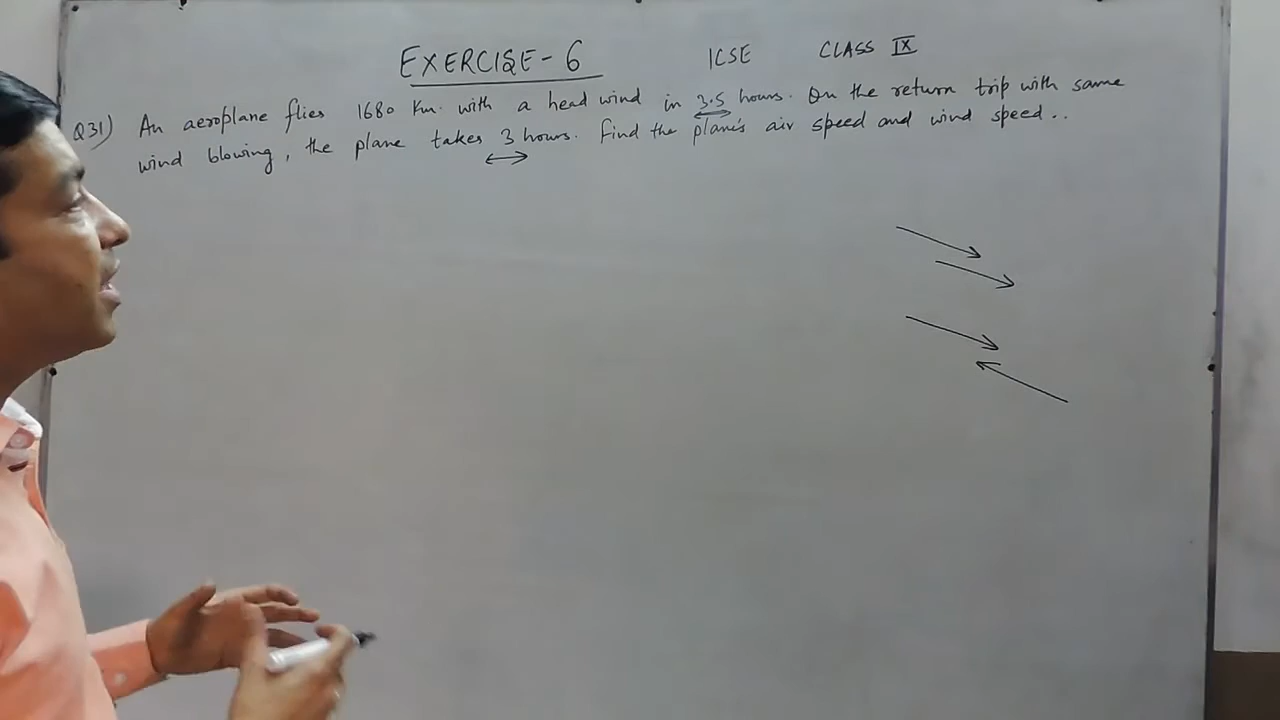 EXERCISE-6 ICSE CLASS IX
Q31) An aeroplane flies 1680 Km. with a head wind in 3.5 hours. On the return trip with same
wind blowing, the plane takes 3 hours. Find the plane's air speed and wind speed..